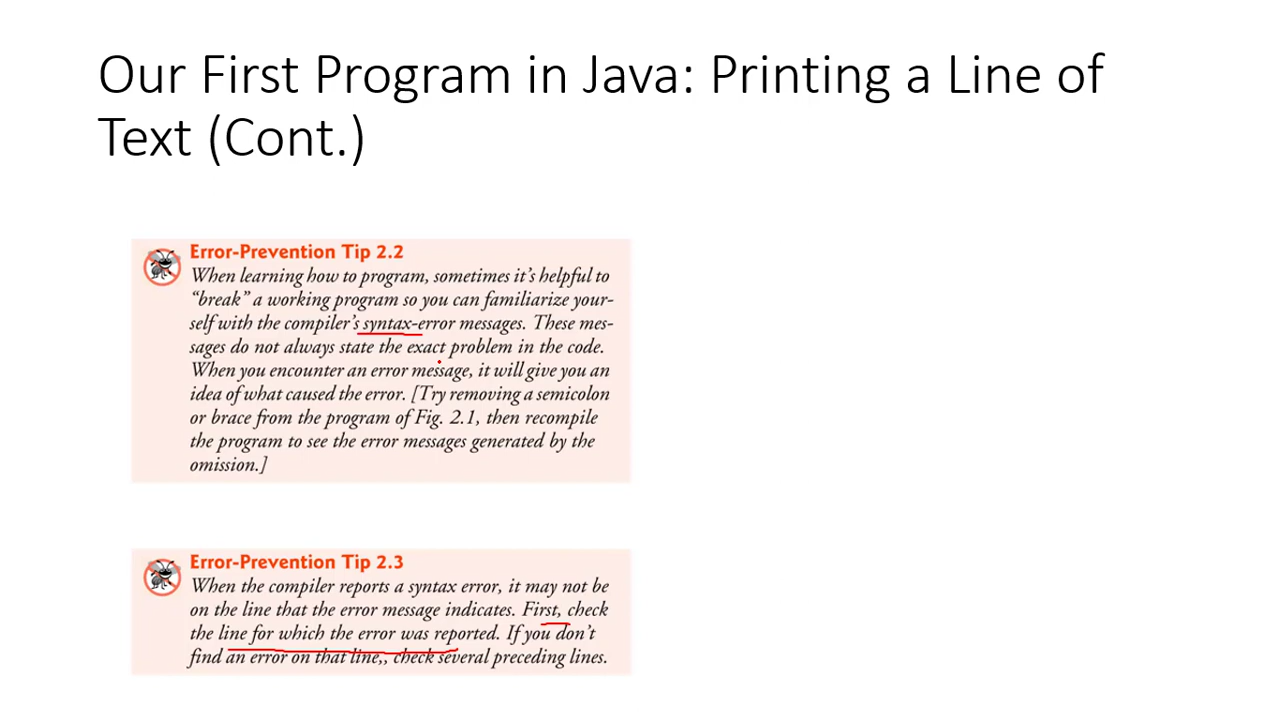 Our First Program in Java: Printing a Line of
Text (Cont.)
Error-Prevention Tip 2.2
When learning how to program, sometimes it's helpful to
“break” a working program so you can familiarize your-
self with the compiler's syntax-error messages. These mes-
sages do not always state the exact problem in the code.
When you encounter an error message, it will give you an
idea of what caused the error. [Try removing a semicolon
or brace from the program of Fig. 2.1, then recompile
the program to see the error messages generated by the
omission.]
Error-Prevention Tip 2.3
When the compiler reports a syntax error, it may not be
on the line that the error message indicates. First, check
the line for which the error was reported. If you don't
find an error on that line,, check several preceding lines.